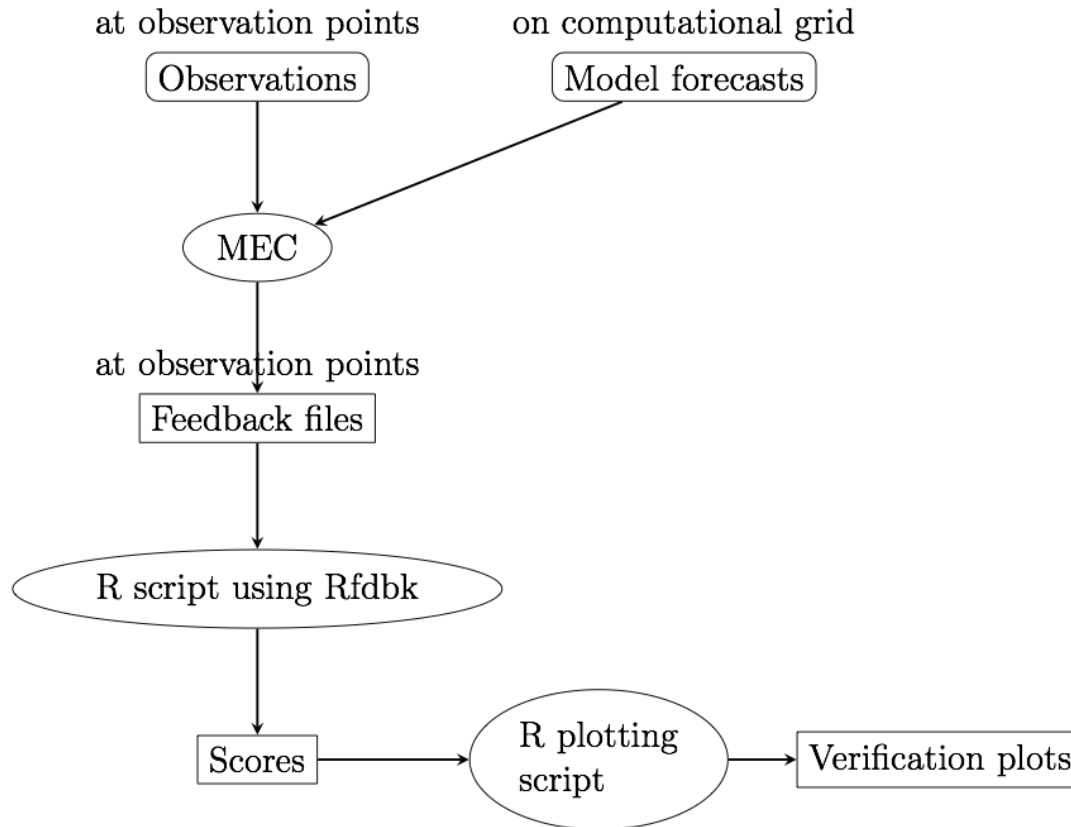 at observation points
on computational grid
Observations
Model forecasts
MEC
at observation points
Feedback files
R script using Rfdbk
Scores
R plotting
script
Verification plots